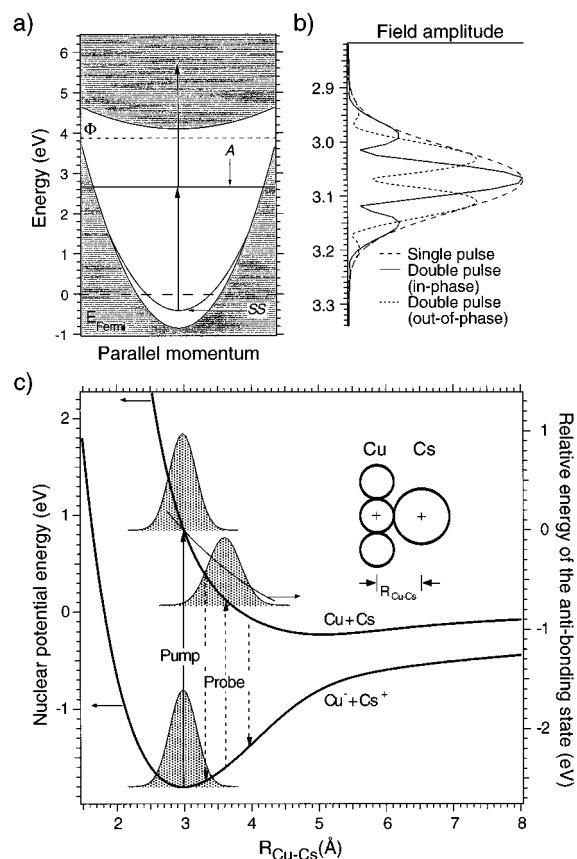 a)
6
5
4
3
2
1
0
-1
Energy (eV)
Φ
A
SS
E Fermi
Parallel momentum
b)
Field amplitude
2.9
3.0
3.1
3.2
3.3
Single pulse
Double pulse
(in-phase)
Double pulse
(out-of-phase)
c)
2
1
0
-1
Nuclear potential energy (eV)
Pump
Probe
Cu
Cs
R Cu-Cs
Cu+Cs
Cu⁻+Cs⁺
1
0
-1
-2
Relative energy of the anti-bonding state (eV)
2
3
4
5
6
7
8
R Cu-Cs (Å)